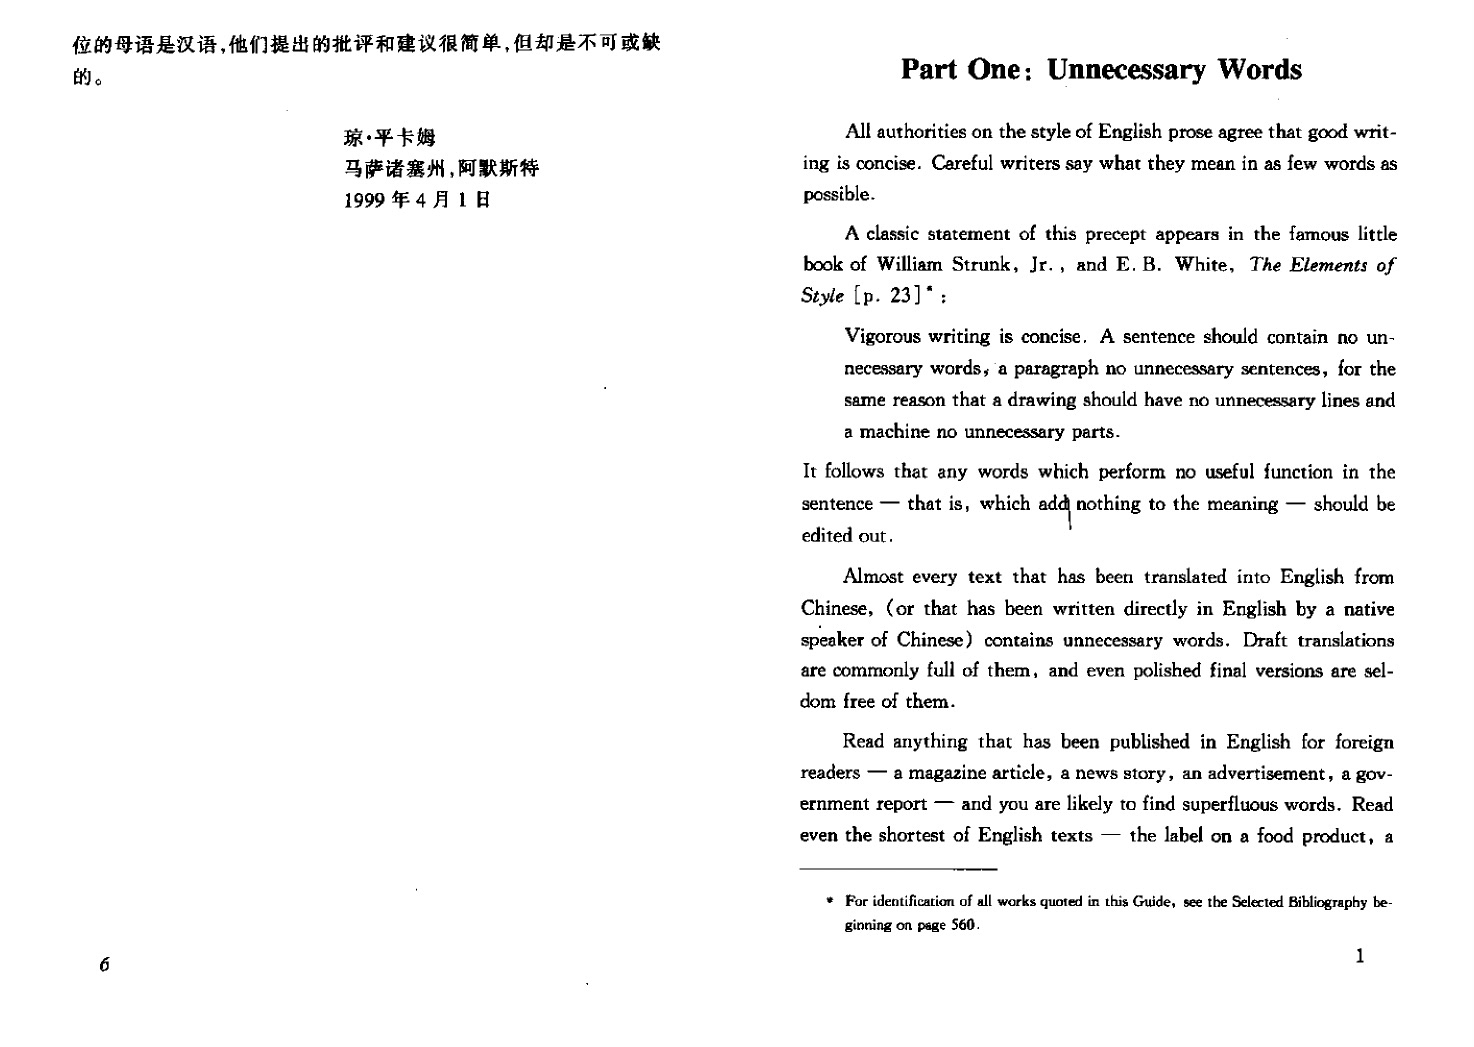 位的母语是汉语,他们提出的批评和建议很简单,但却是不可或缺
的。
琼·平卡姆
马萨诸塞州,阿默斯特
1999 年 4 月 1 日
6
Part One: Unnecessary Words
All authorities on the style of English prose agree that good writ-
ing is concise. Careful writers say what they mean in as few words as
possible.
A classic statement of this precept appears in the famous little
book of William Strunk, Jr., and E. B. White, The Elements of
Style [p. 23]*:
Vigorous writing is concise. A sentence should contain no un-
necessary words, a paragraph no unnecessary sentences, for the
same reason that a drawing should have no unnecessary lines and
a machine no unnecessary parts.
It follows that any words which perform no useful function in the
sentence — that is, which add nothing to the meaning — should be
edited out.
Almost every text that has been translated into English from
Chinese, (or that has been written directly in English by a native
speaker of Chinese) contains unnecessary words. Draft translations
are commonly full of them, and even polished final versions are sel-
dom free of them.
Read anything that has been published in English for foreign
readers — a magazine article, a news story, an advertisement, a gov-
ernment report — and you are likely to find superfluous words. Read
even the shortest of English texts — the label on a food product, a
* For identification of all works quoted in this Guide, see the Selected Bibliography be-
ginning on page 560.
1